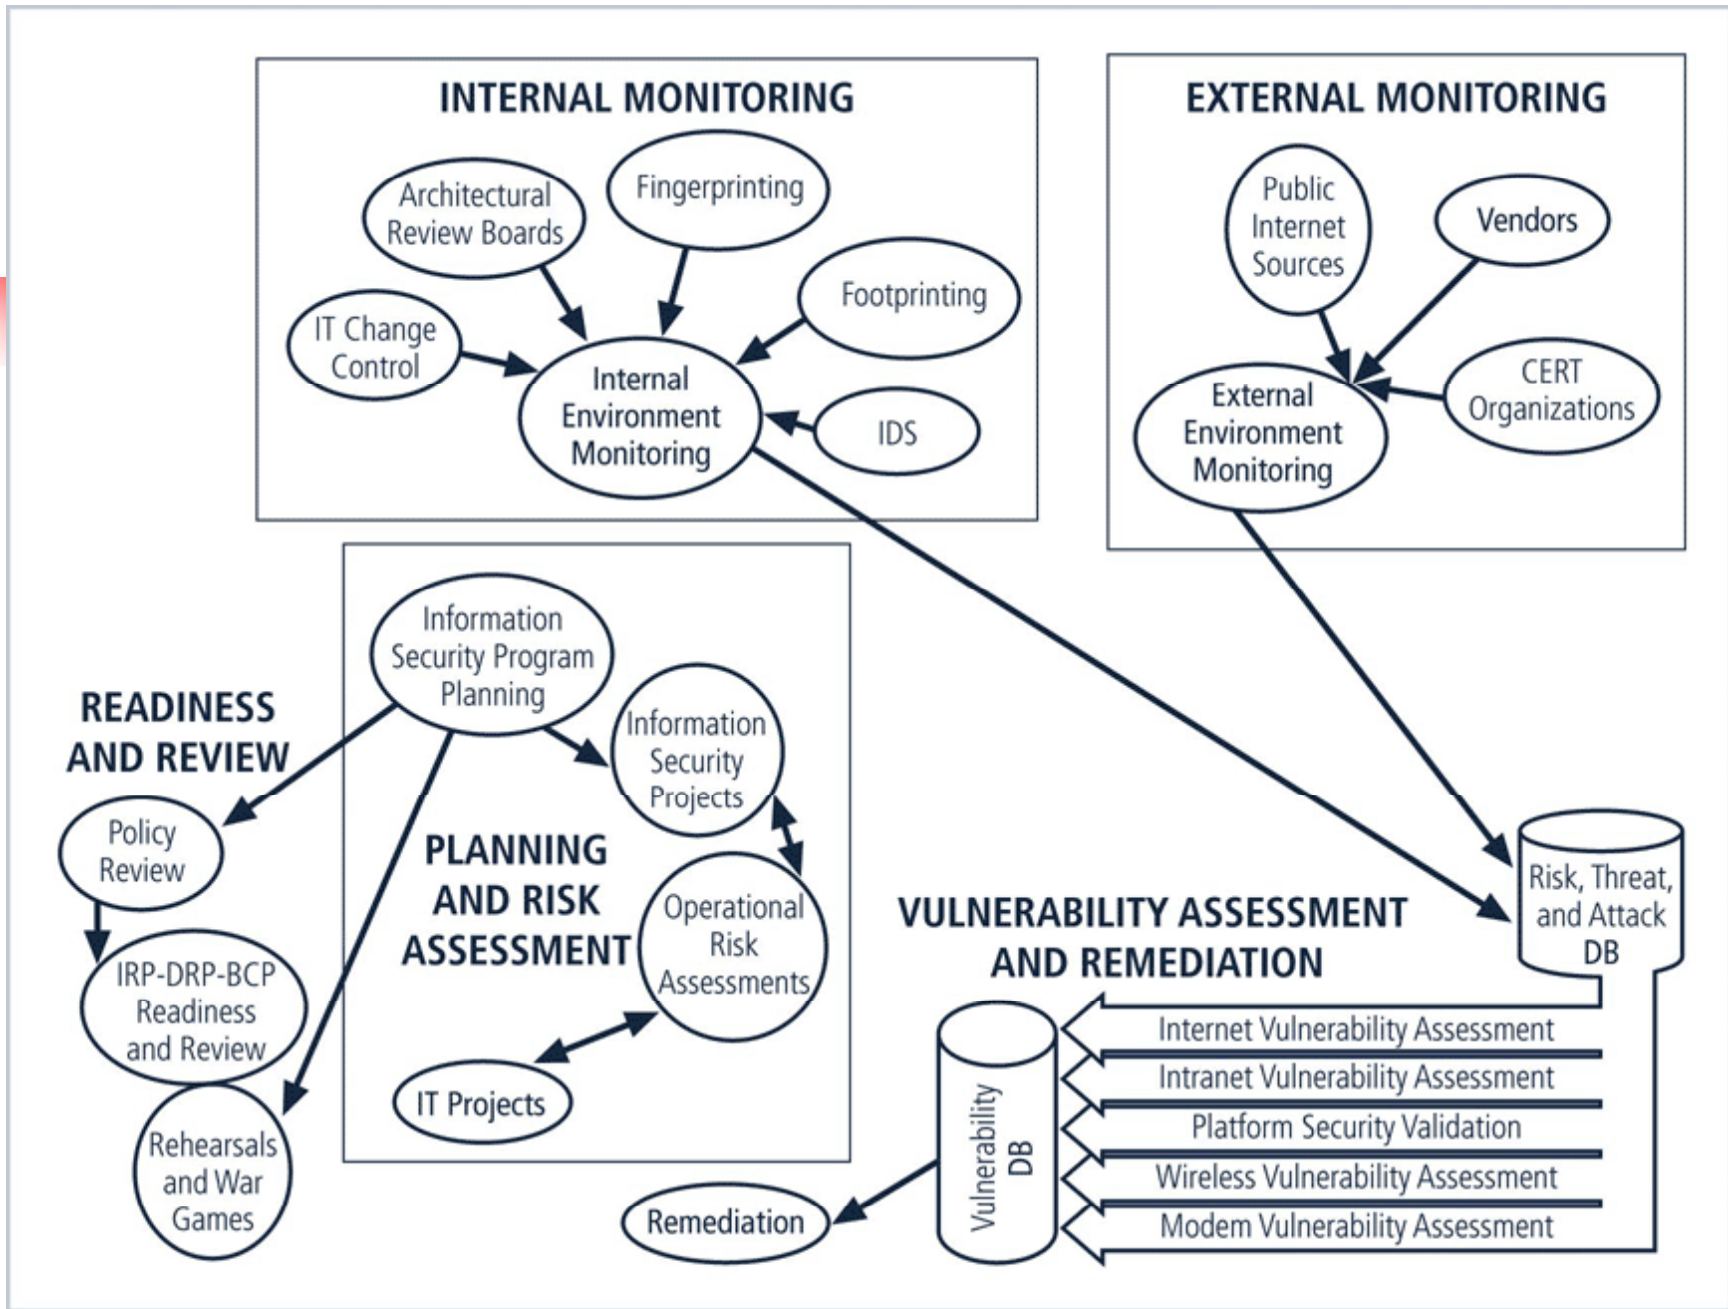 INTERNAL MONITORING
Architectural
Review Boards
Fingerprinting
Footprinting
IT Change
Control
Internal
Environment
Monitoring
IDS
EXTERNAL MONITORING
Public
Internet
Sources
Vendors
CERT
Organizations
External
Environment
Monitoring
Information
Security Program
Planning
Information
Security
Projects
PLANNING
AND RISK
ASSESSMENT
Operational
Risk
Assessments
IT Projects
READINESS
AND REVIEW
Policy
Review
IRP-DRP-BCP
Readiness
and Review
Rehearsals
and War
Games
Risk, Threat,
and Attack
DB
VULNERABILITY ASSESSMENT
AND REMEDIATION
Internet Vulnerability Assessment
Intranet Vulnerability Assessment
Platform Security Validation
Wireless Vulnerability Assessment
Modem Vulnerability Assessment
Vulnerability
DB
Remediation